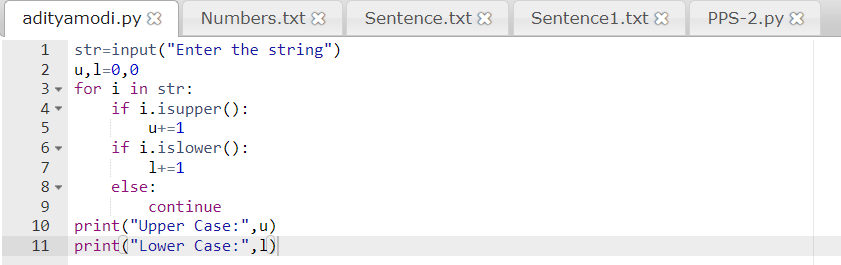 adityamodi.py Numbers.txt Sentence.txt Sentence1.txt PPS-2.py
1 str=input("Enter the string")
2 u,l=0,0
3 for i in str:
4     if i.isupper():
5         u+=1
6     if i.islower():
7         l+=1
8     else:
9         continue
10 print("Upper Case:",u)
11 print("Lower Case:",l)